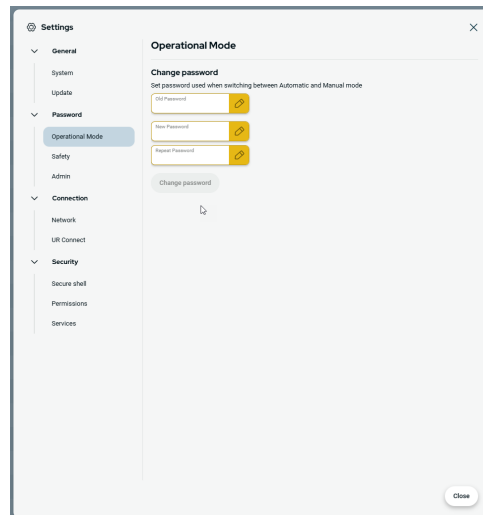 Settings
General
System
Update
Password
Operational Mode
Safety
Admin
Connection
Network
UR Connect
Security
Secure shell
Permissions
Services
Operational Mode
Change password
Set password used when switching between Automatic and Manual mode
Old Password
New Password
Repeat Password
Change password
Close